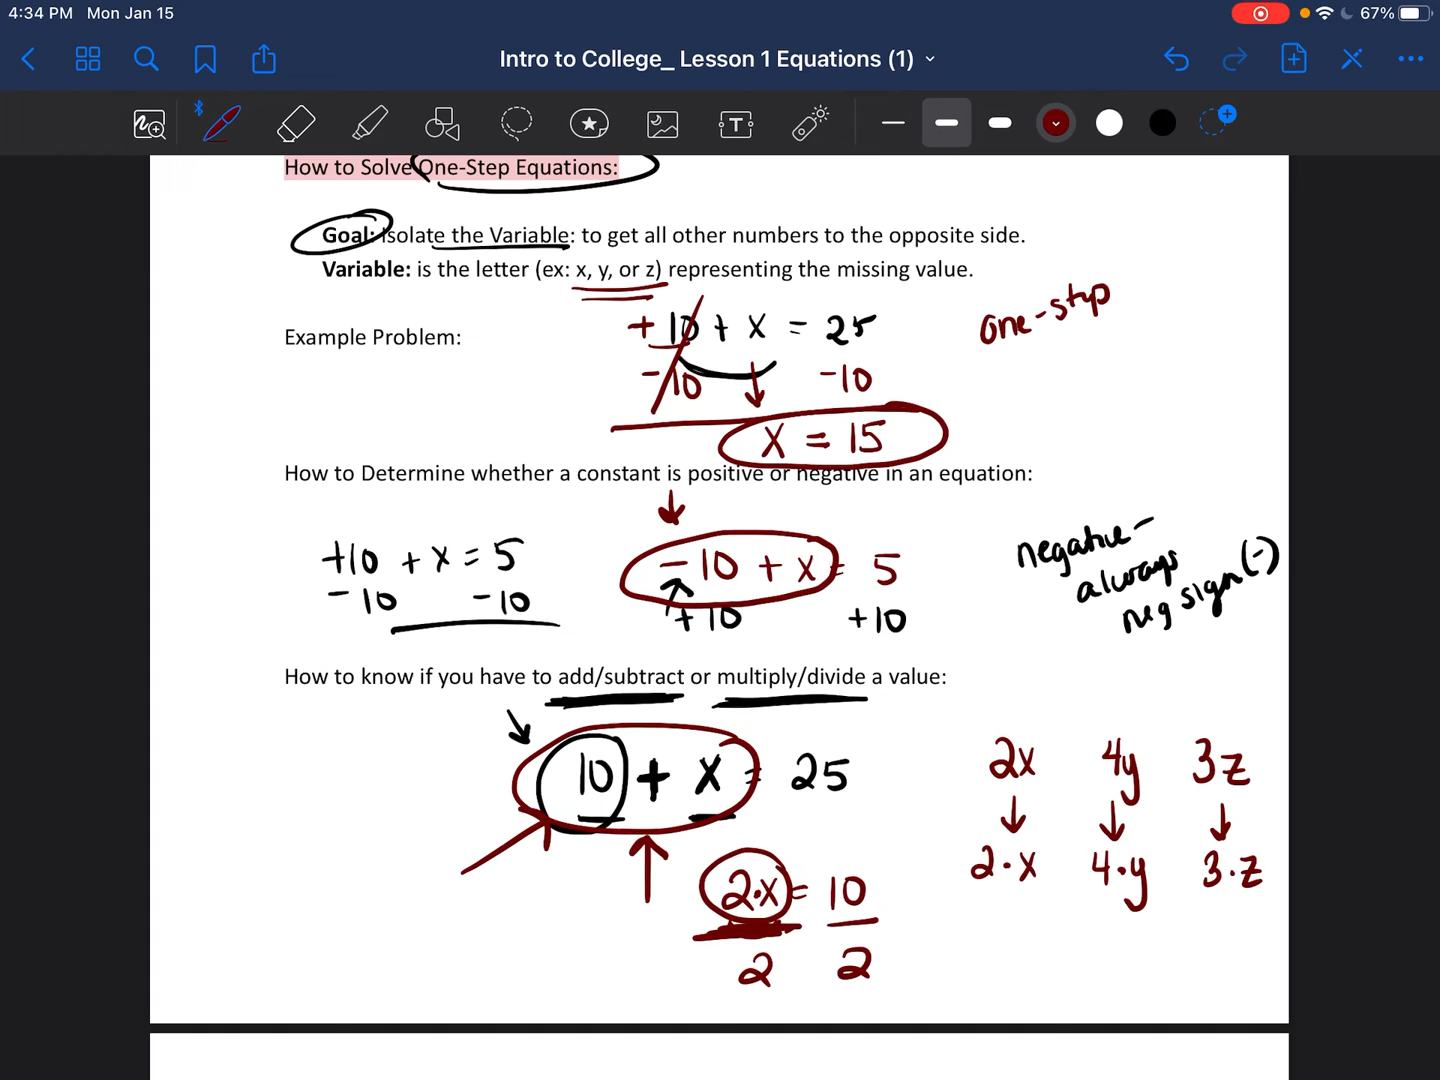 4:34 PM Mon Jan 15
67%
Intro to College_ Lesson 1 Equations (1)
T
How to Solve One-Step Equations:
Goal: Isolate the Variable: to get all other numbers to the opposite side.
Variable: is the letter (ex: x, y, or z) representing the missing value.
Example Problem:
+ 10 + x = 25
one-step
-10 -10
x = 15
How to Determine whether a constant is positive or negative in an equation:
+10 + x = 5
-10 -10
-10 + x = 5
+10 +10
negative -
always
neg sign (-)
How to know if you have to add/subtract or multiply/divide a value:
10 + x = 25
2x 4y 3z
2·x 4·y 3·z
2·x = 10
2 2